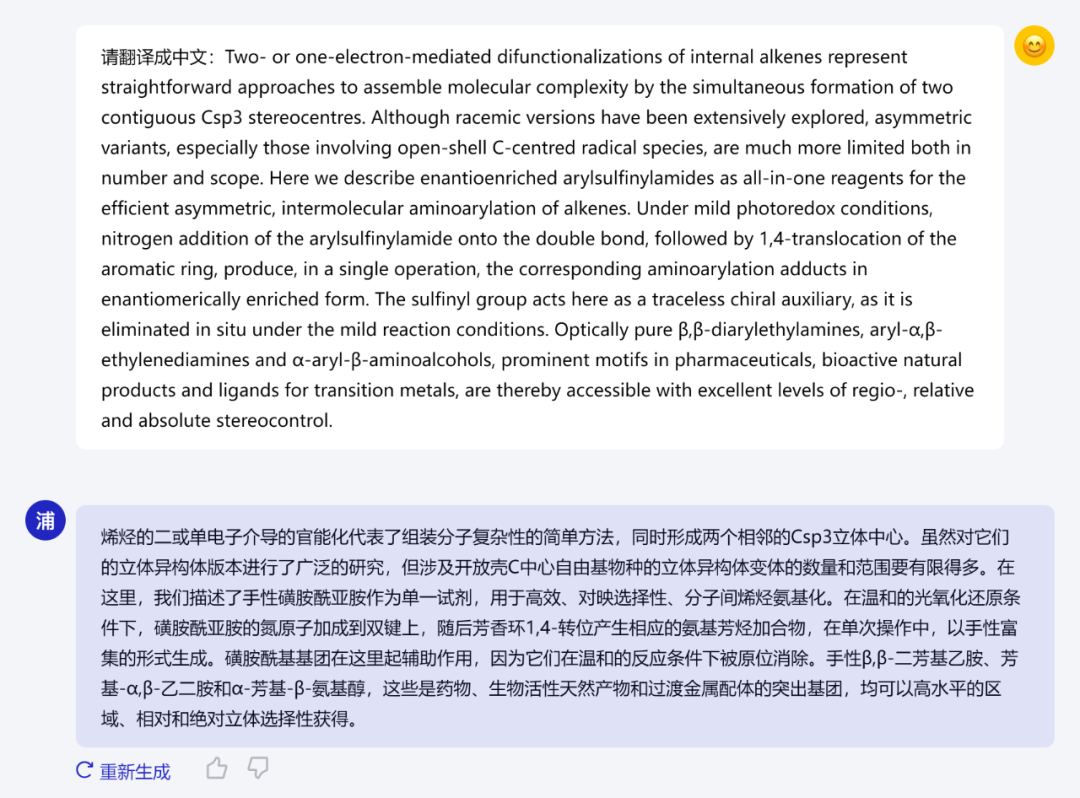 请翻译成中文：Two- or one-electron-mediated difunctionalizations of internal alkenes represent
straightforward approaches to assemble molecular complexity by the simultaneous formation of two
contiguous Csp3 stereocentres. Although racemic versions have been extensively explored, asymmetric
variants, especially those involving open-shell C-centred radical species, are much more limited both in
number and scope. Here we describe enantioenriched arylsulfinylamides as all-in-one reagents for the
efficient asymmetric, intermolecular aminoarylation of alkenes. Under mild photoredox conditions,
nitrogen addition of the arylsulfinylamide onto the double bond, followed by 1,4-translocation of the
aromatic ring, produce, in a single operation, the corresponding aminoarylation adducts in
enantiomerically enriched form. The sulfinyl group acts here as a traceless chiral auxiliary, as it is
eliminated in situ under the mild reaction conditions. Optically pure β,β-diarylethylamines, aryl-α,β-
ethylenediamines and α-aryl-β-aminoalcohols, prominent motifs in pharmaceuticals, bioactive natural
products and ligands for transition metals, are thereby accessible with excellent levels of regio-, relative
and absolute stereocontrol.
浦
烯烃的二或单电子介导的官能化代表了组装分子复杂性的简单方法，同时形成两个相邻的Csp3立体中心。虽然对它们
的立体异构体版本进行了广泛的研究，但涉及开放壳C中心自由基物种的立体异构体变体的数量和范围要有限得多。在
这里，我们描述了手性磺胺酰亚胺作为单一试剂，用于高效、对映选择性、分子间烯烃氨基化。在温和的光氧化还原条
件下，磺胺酰亚胺的氮原子加成到双键上，随后芳香环1,4-转位产生相应的氨基芳烃加合物，在单次操作中，以手性富
集的形式生成。磺胺酰基基团在这里起辅助作用，因为它们在温和的反应条件下被原位消除。手性β,β-二芳基乙胺、芳
基-α,β-乙二胺和α-芳基-β-氨基醇，这些是药物、生物活性天然产物和过渡金属配体的突出基团，均可以高水平的区
域、相对和绝对立体选择性获得。
重新生成